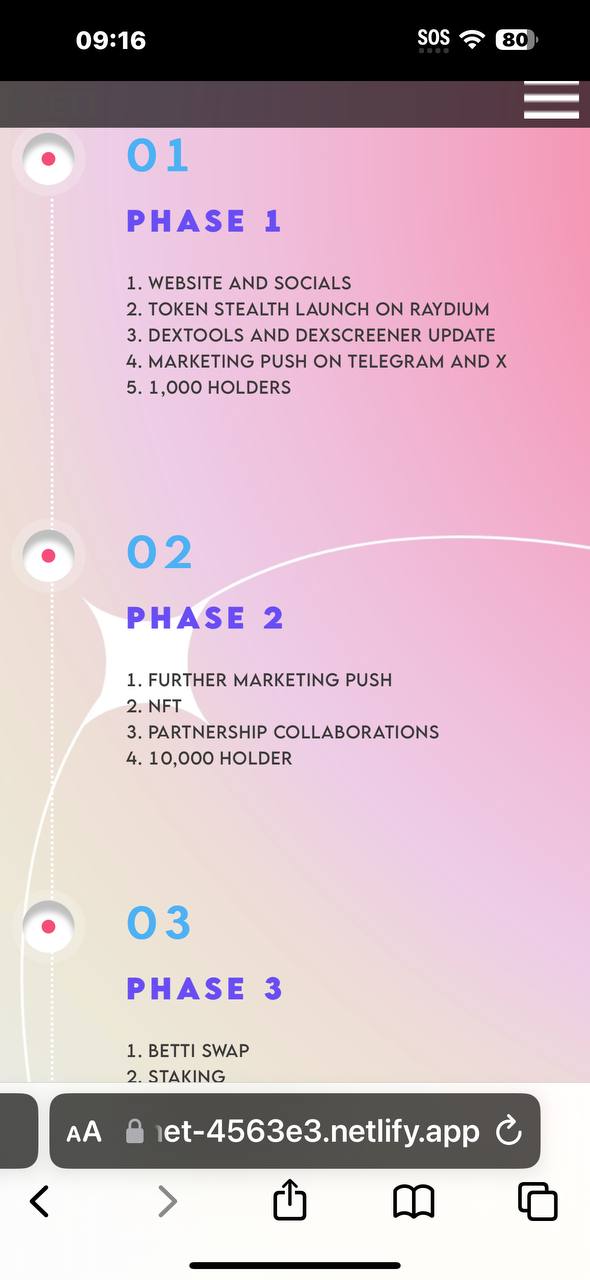 09:16
SOS
80
01
PHASE 1
1. WEBSITE AND SOCIALS
2. TOKEN STEALTH LAUNCH ON RAYDIUM
3. DEXTOOLS AND DEXSCREENER UPDATE
4. MARKETING PUSH ON TELEGRAM AND X
5. 1,000 HOLDERS
02
PHASE 2
1. FURTHER MARKETING PUSH
2. NFT
3. PARTNERSHIP COLLABORATIONS
4. 10,000 HOLDER
03
PHASE 3
1. BETTI SWAP
2. STAKING
AA et-4563e3.netlify.app